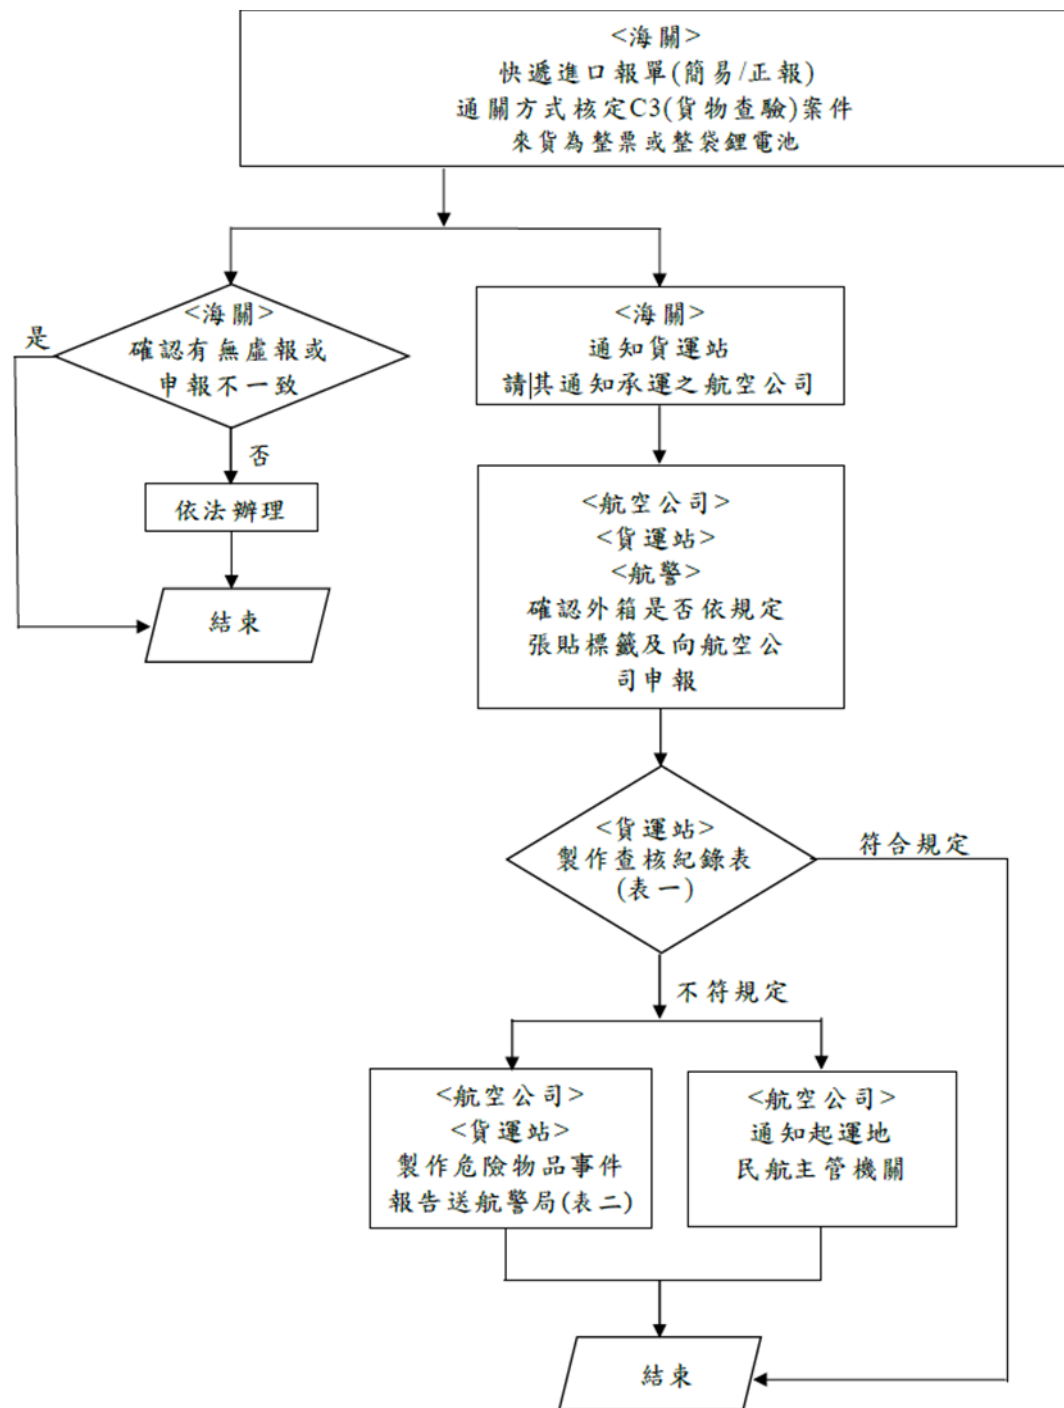 <海關>
快遞進口報單(簡易/正報)
通關方式核定C3(貨物查驗)案件
來貨為整票或整袋鋰電池
<海關>
確認有無虛報或
申報不一致
是
否
依法辦理
結束
<海關>
通知貨運站
請其通知承運之航空公司
<航空公司>
<貨運站>
<航警>
確認外箱是否依規定
張貼標籤及向航空公
司申報
<貨運站>
製作查核紀錄表
(表一)
符合規定
不符規定
<航空公司>
<貨運站>
製作危險物品事件
報告送航警局(表二)
<航空公司>
通知起運地
民航主管機關
結束